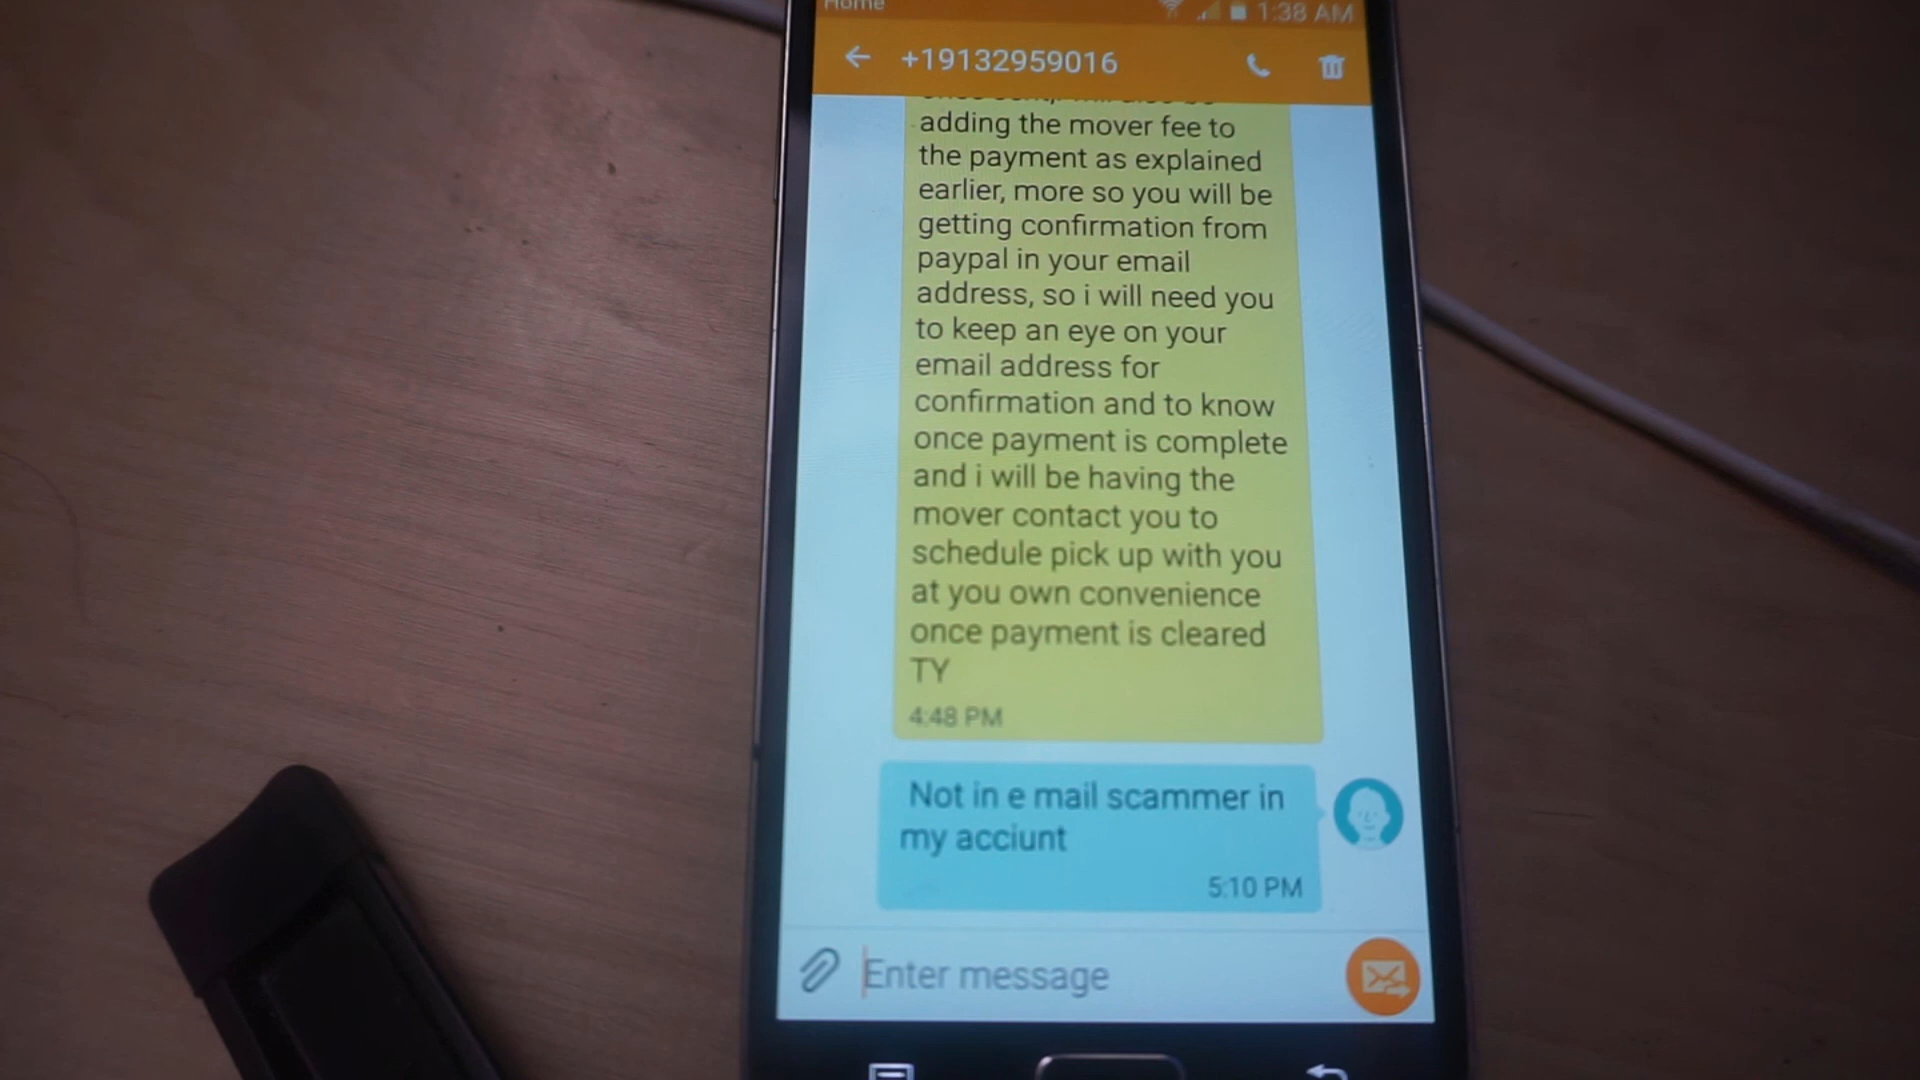 Home
1:38 AM
+19132959016
adding the mover fee to
the payment as explained
earlier, more so you will be
getting confirmation from
paypal in your email
address, so i will need you
to keep an eye on your
email address for
confirmation and to know
once payment is complete
and i will be having the
mover contact you to
schedule pick up with you
at you own convenience
once payment is cleared
TY
4:48 PM
Not in e mail scammer in
my acciunt
5:10 PM
Enter message